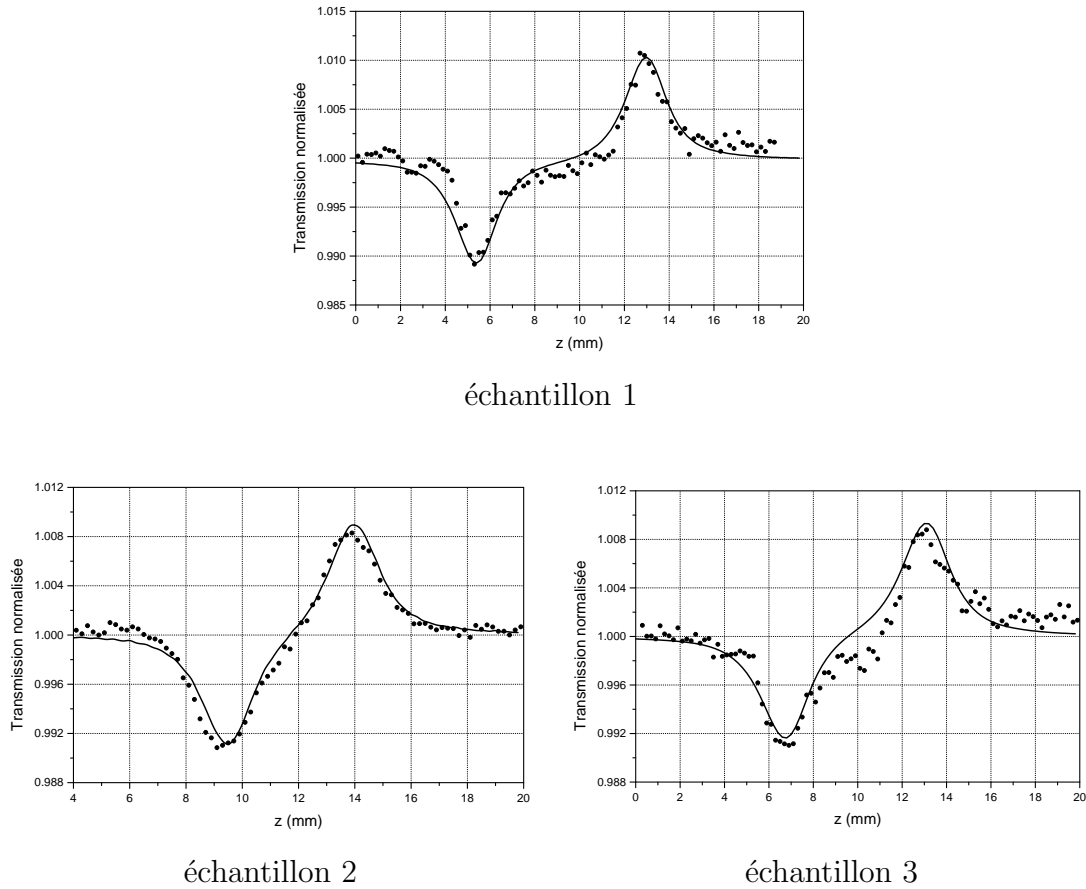 1.015
1.010
1.005
1.000
0.995
0.990
0.985
Transmission normalisée
0 2 4 6 8 10 12 14 16 18 20
z (mm)
échantillon 1
1.012
1.008
1.004
1.000
0.996
0.992
0.988
Transmission normalisée
4 6 8 10 12 14 16 18 20
z (mm)
échantillon 2
1.012
1.008
1.004
1.000
0.996
0.992
0.988
Transmission normalisée
0 2 4 6 8 10 12 14 16 18 20
z (mm)
échantillon 3